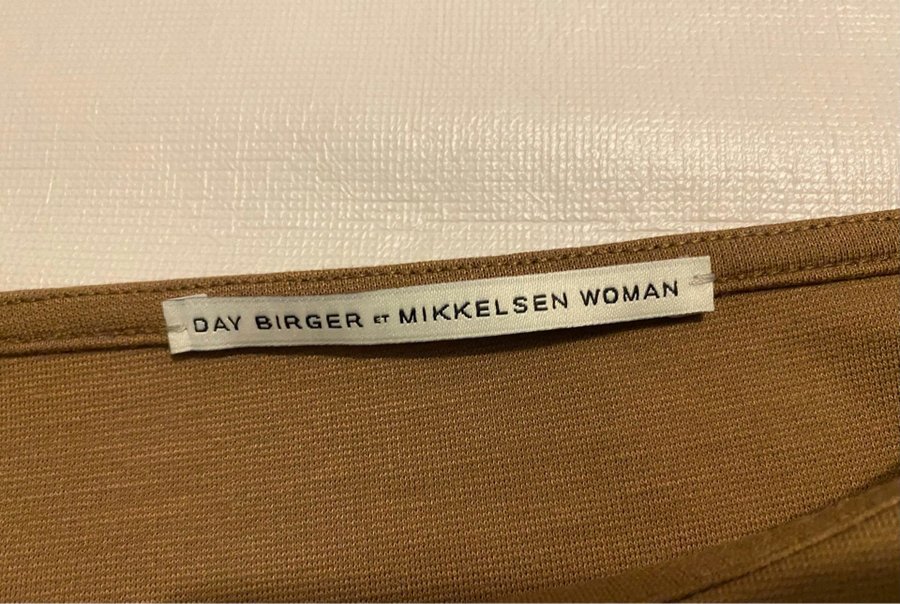 DAY BIRGER ET MIKKELSEN WOMAN